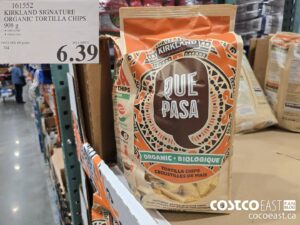 161552
KIRKLAND SIGNATURE
ORGANIC TORTILLA CHIPS
909 g
6.39
KIRKLAND
QUE
PASA
ORGANIC • BIOLOGIQUE
TORTILLA CHIPS
CROUSTILLES DE MAÏS
CHIPS
COSTCO EAST
cocoeast.ca